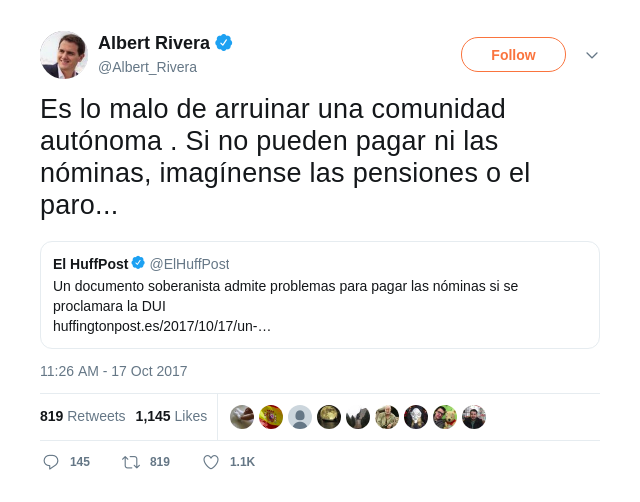 Albert Rivera
@Albert_Rivera
Follow
Es lo malo de arruinar una comunidad
autónoma . Si no pueden pagar ni las
nóminas, imagínense las pensiones o el
paro...
El HuffPost @ElHuffPost
Un documento soberanista admite problemas para pagar las nóminas si se
proclamara la DUI
huffingtonpost.es/2017/10/17/un-…
11:26 AM - 17 Oct 2017
819 Retweets 1,145 Likes
145 819 1.1K